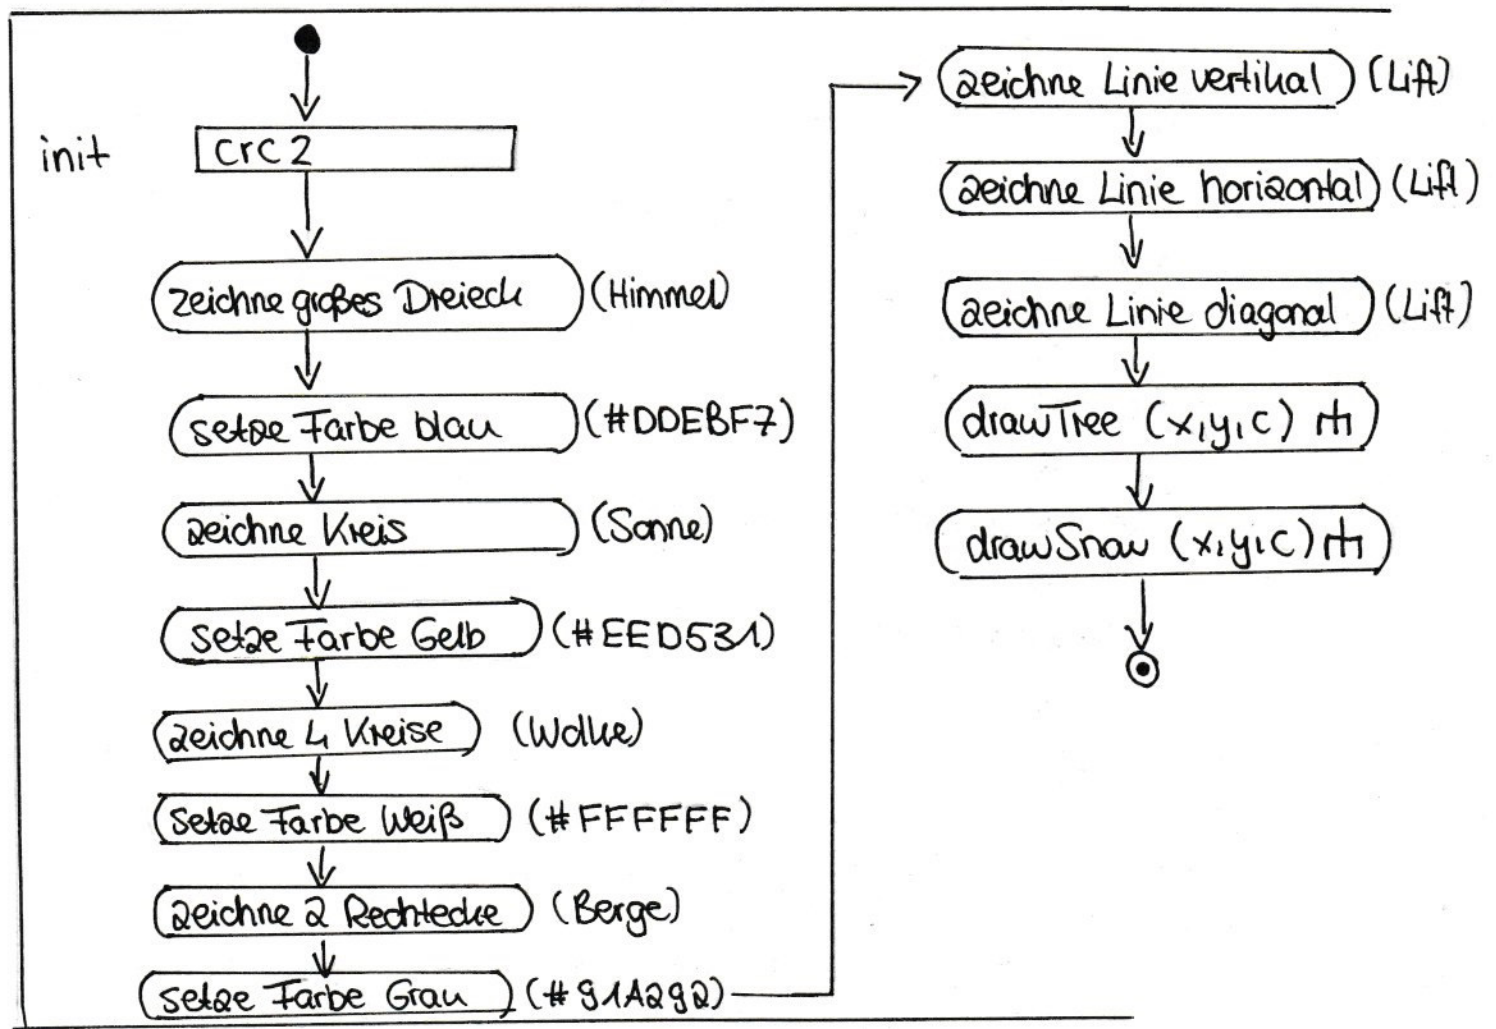 init
crc 2
zeichne großes Dreieck (Himmel)
setze Farbe blau (#DDEBF7)
zeichne Kreis (Sonne)
setze Farbe Gelb (#EED531)
zeichne 4 Kreise (Wolke)
setze Farbe Weiß (#FFFFFF)
zeichne 2 Rechtecke (Berge)
setze Farbe Grau (#91A292)
zeichne Linie vertikal (Lift)
zeichne Linie horizontal (Lift)
zeichne Linie diagonal (Lift)
drawTree (x,y,c)
drawSnow (x,y,c)